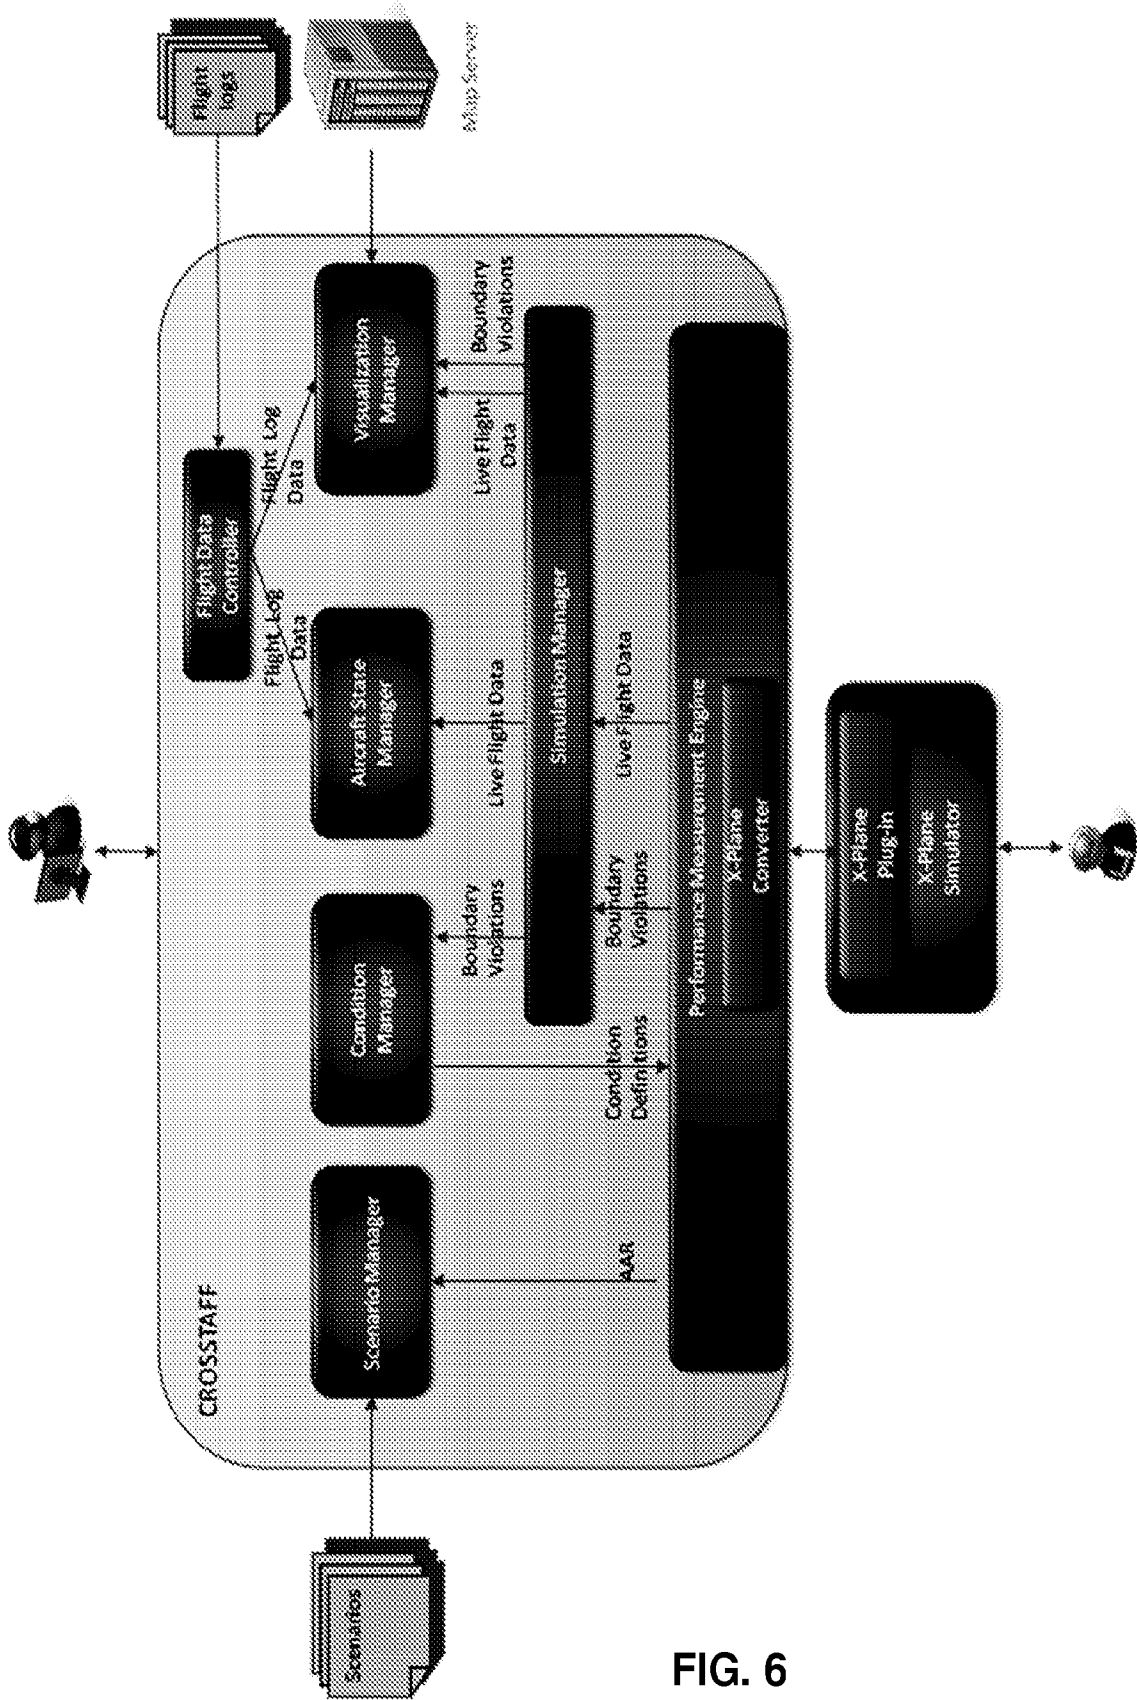 CROSSTAFF
Flight
logs
Flight Data
Controller
Map Server
Flight Log
Data
Flight Log
Data
Scenarios
Scenario Manager
Condition
Manager
Aircraft State
Manager
Visualization
Manager
Boundary
Violations
Live Flight Data
Live Flight
Data
Boundary
Violations
Simulation Manager
AAR
Condition
Definitions
Boundary
Violations
Live Flight Data
Performance Measurement Engine
X-Plane
Converter
X-Plane
Plug-in
X-Plane
Simulator
FIG. 6